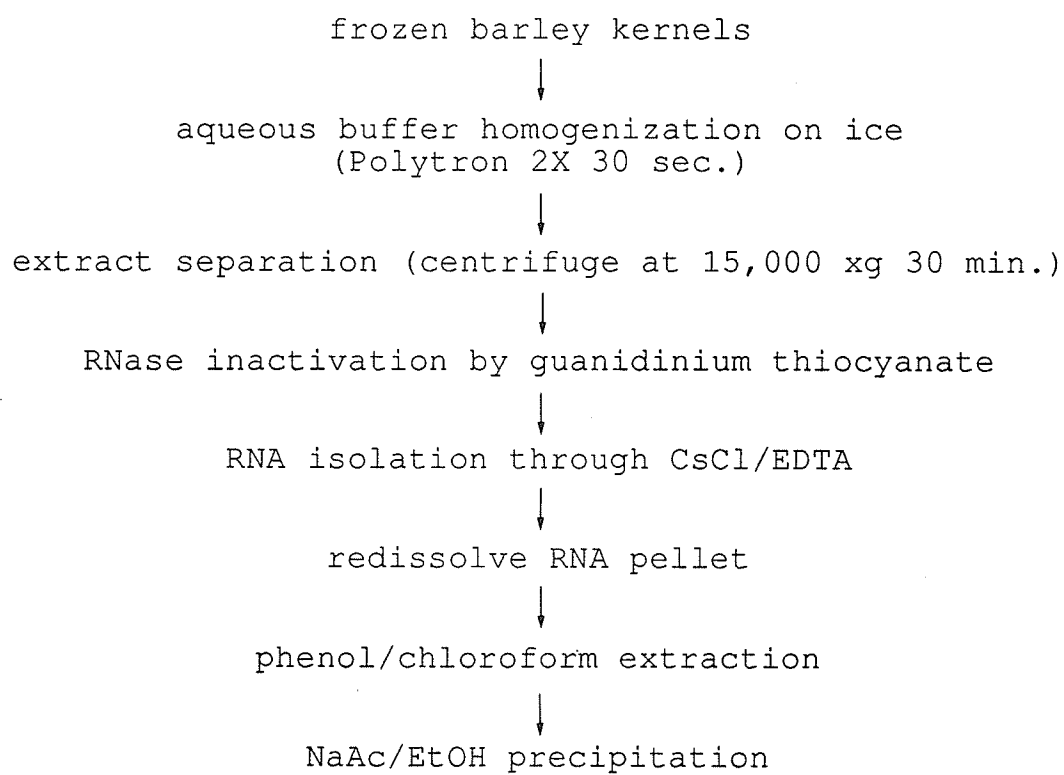 frozen barley kernels
aqueous buffer homogenization on ice
(Polytron 2X 30 sec.)
extract separation (centrifuge at 15,000 xg 30 min.)
RNase inactivation by guanidinium thiocyanate
RNA isolation through CsCl/EDTA
redissolve RNA pellet
phenol/chloroform extraction
NaAc/EtOH precipitation